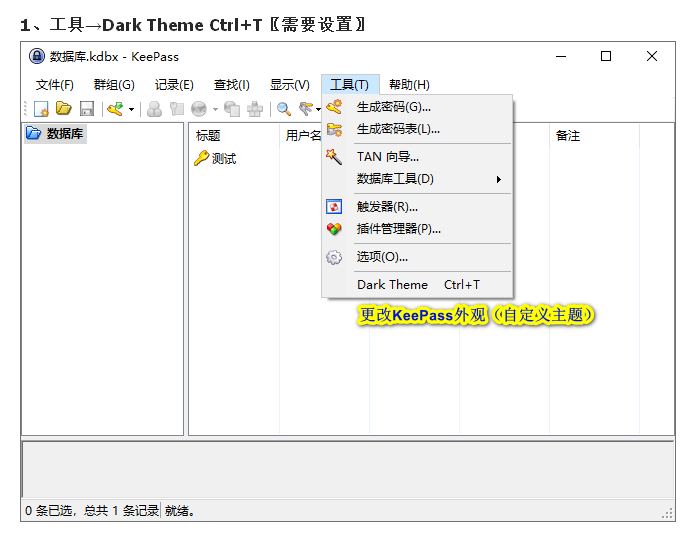 1、工具→Dark Theme Ctrl+T〖需要设置〗
数据库.kdbx - KeePass
文件(F) 群组(G) 记录(E) 查找(I) 显示(V) 工具(T) 帮助(H)
数据库
标题 用户名 备注
测试
生成密码(G)...
生成密码表(L)...
TAN 向导...
数据库工具(D)
触发器(R)...
插件管理器(P)...
选项(O)...
Dark Theme Ctrl+T
更改KeePass外观（自定义主题）
0 条已选，总共 1 条记录 就绪。